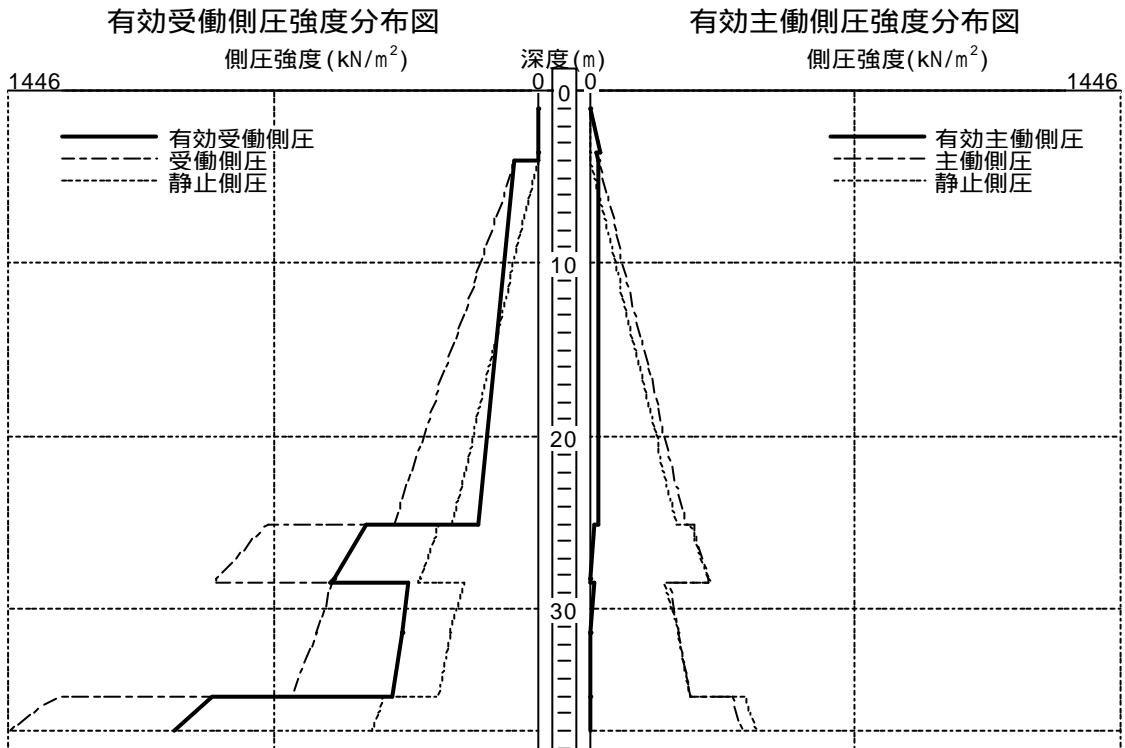 有効受働側圧強度分布図
有効主働側圧強度分布図
側圧強度(kN/m²)
深度(m)
側圧強度(kN/m²)
1446
0
0
0
1446
有効受働側圧
受働側圧
静止側圧
有効主働側圧
主働側圧
静止側圧
10
20
30